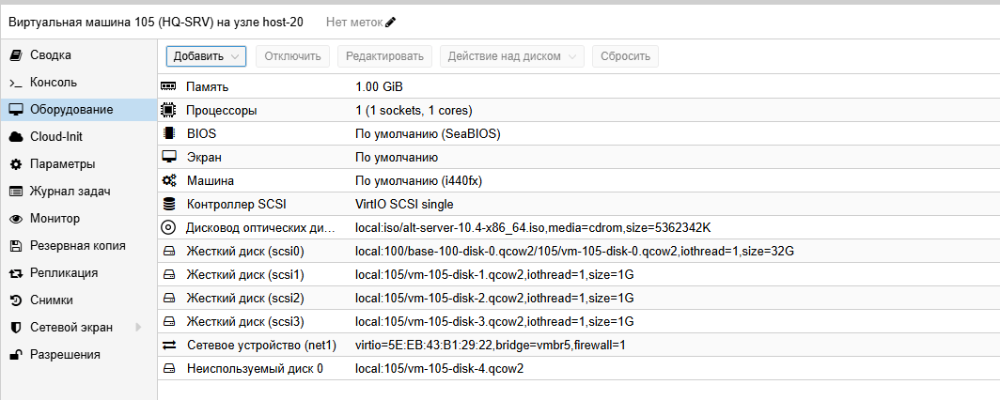 Виртуальная машина 105 (HQ-SRV) на узле host-20 Нет меток
Сводка
Консоль
Оборудование
Cloud-Init
Параметры
Журнал задач
Монитор
Резервная копия
Репликация
Снимки
Сетевой экран
Разрешения
Добавить Отключить Редактировать Действие над диском Сбросить
Память 1.00 GiB
Процессоры 1 (1 sockets, 1 cores)
BIOS По умолчанию (SeaBIOS)
Экран По умолчанию
Машина По умолчанию (i440fx)
Контроллер SCSI VirtIO SCSI single
Дисковод оптических ди... local:iso/alt-server-10.4-x86_64.iso,media=cdrom,size=5362342K
Жесткий диск (scsi0) local:100/base-100-disk-0.qcow2/105/vm-105-disk-0.qcow2,iothread=1,size=32G
Жесткий диск (scsi1) local:105/vm-105-disk-1.qcow2,iothread=1,size=1G
Жесткий диск (scsi2) local:105/vm-105-disk-2.qcow2,iothread=1,size=1G
Жесткий диск (scsi3) local:105/vm-105-disk-3.qcow2,iothread=1,size=1G
Сетевое устройство (net1) virtio=5E:EB:43:B1:29:22,bridge=vmbr5,firewall=1
Неиспользуемый диск 0 local:105/vm-105-disk-4.qcow2